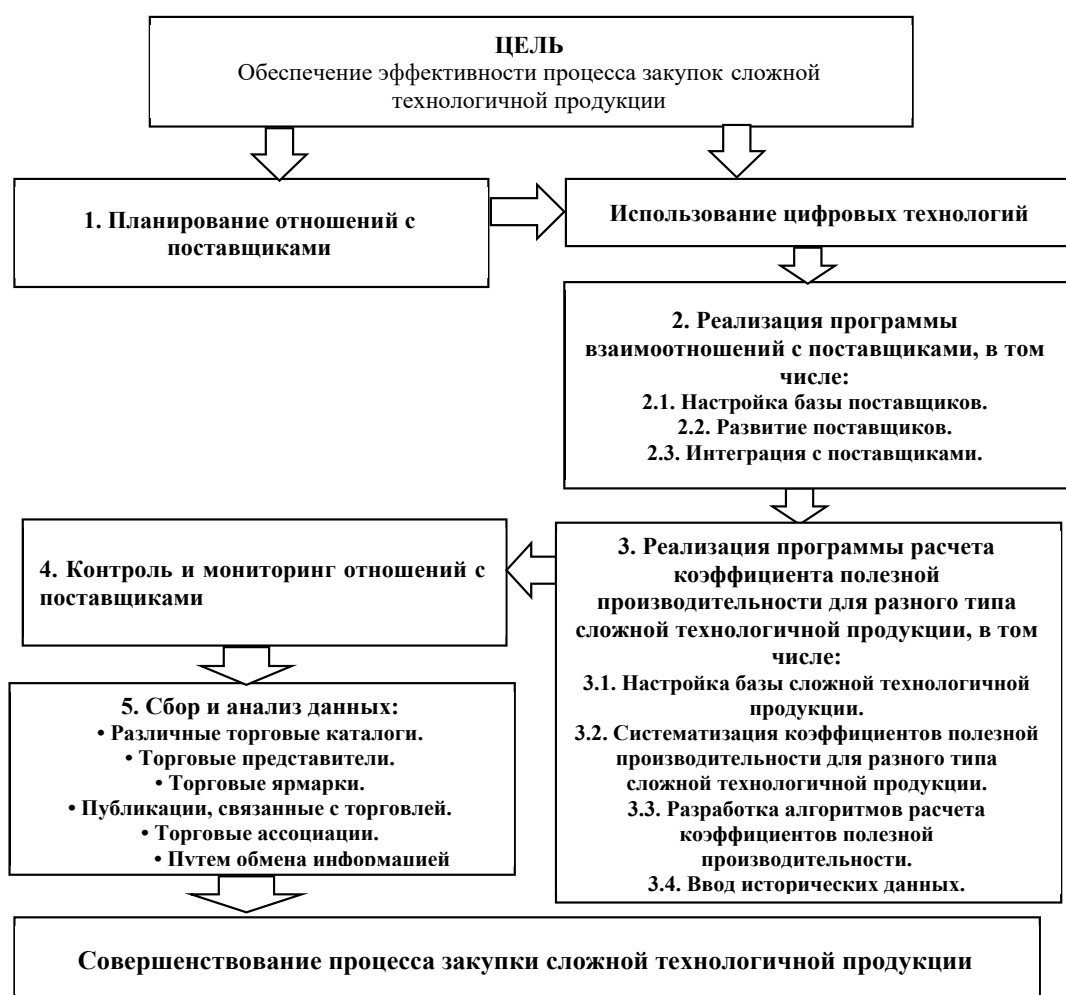 ЦЕЛЬ
Обеспечение эффективности процесса закупок сложной
технологичной продукции
1. Планирование отношений с
поставщиками
Использование цифровых технологий
2. Реализация программы
взаимоотношений с поставщиками, в том
числе:
2.1. Настройка базы поставщиков.
2.2. Развитие поставщиков.
2.3. Интеграция с поставщиками.
3. Реализация программы расчета
коэффициента полезной
производительности для разного типа
сложной технологичной продукции, в том
числе:
3.1. Настройка базы сложной технологичной
продукции.
3.2. Систематизация коэффициентов полезной
производительности для разного типа
сложной технологичной продукции.
3.3. Разработка алгоритмов расчета
коэффициентов полезной
производительности.
3.4. Ввод исторических данных.
4. Контроль и мониторинг отношений с
поставщиками
5. Сбор и анализ данных:
• Различные торговые каталоги.
• Торговые представители.
• Торговые ярмарки.
• Публикации, связанные с торговлей.
• Торговые ассоциации.
• Путем обмена информацией
Совершенствование процесса закупки сложной технологичной продукции